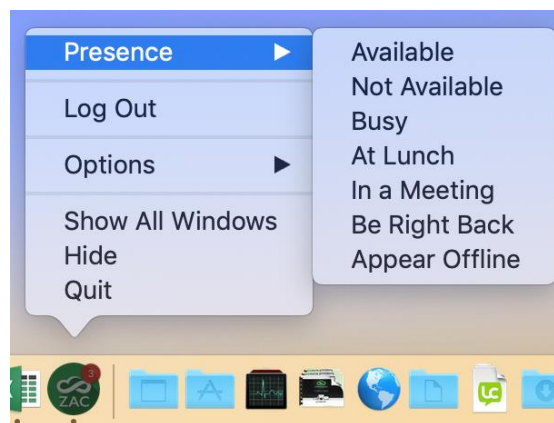 Presence
Log Out
Options
Show All Windows
Hide
Quit
Available
Not Available
Busy
At Lunch
In a Meeting
Be Right Back
Appear Offline
3
ZAC